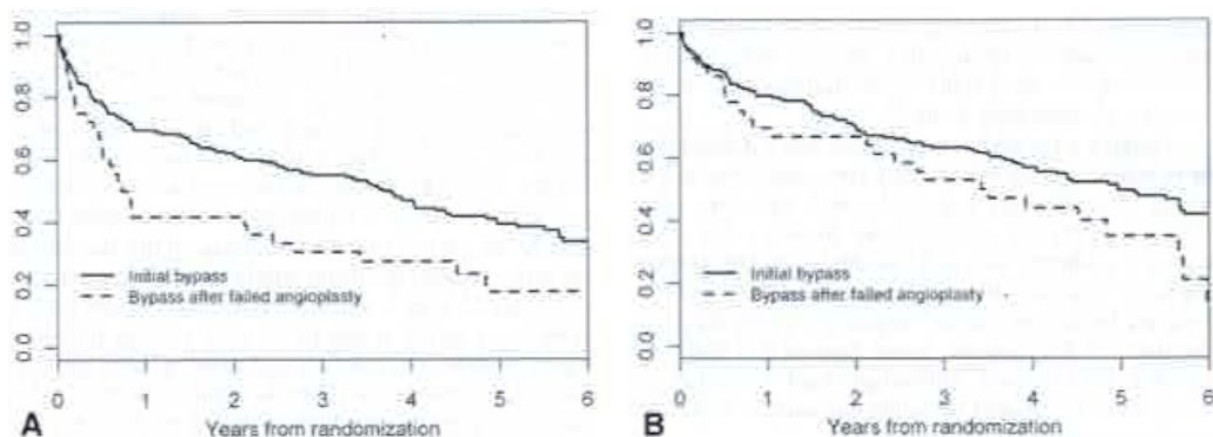 0.0 0.2 0.4 0.6 0.8 1.0
Initial bypass
Bypass after failed angioplasty
0 1 2 3 4 5 6
A
Years from randomization
0.0 0.2 0.4 0.6 0.8 1.0
Initial bypass
Bypass after failed angioplasty
0 1 2 3 4 5 6
B
Years from randomization